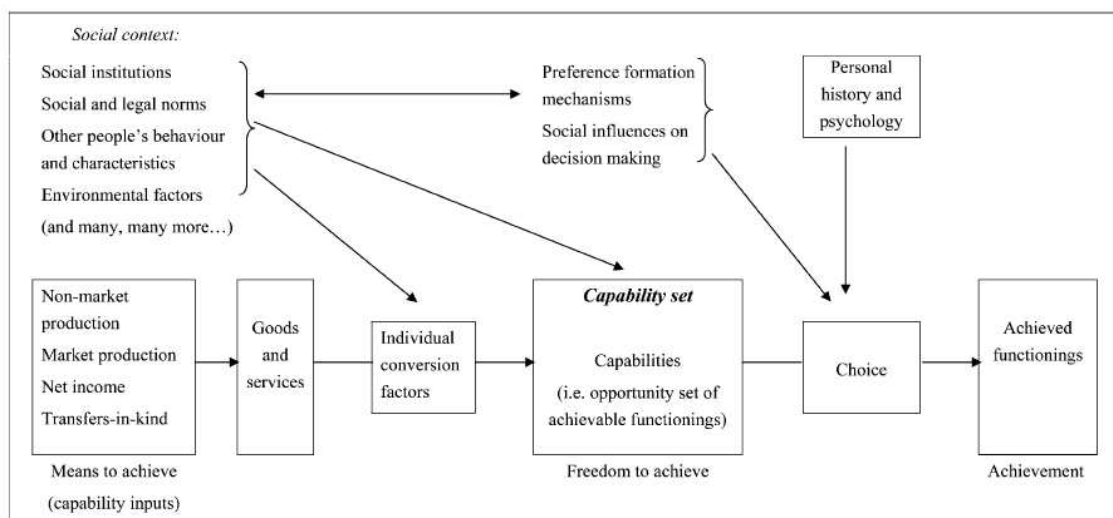 Social context:
Social institutions
Social and legal norms
Other people’s behaviour
and characteristics
Environmental factors
(and many, many more…)
Preference formation
mechanisms
Social influences on
decision making
Personal
history and
psychology
Non-market
production
Market production
Net income
Transfers-in-kind
Means to achieve
(capability inputs)
Goods
and
services
Individual
conversion
factors
Capability set
Capabilities
(i.e. opportunity set of
achievable functionings)
Freedom to achieve
Choice
Achieved
functionings
Achievement